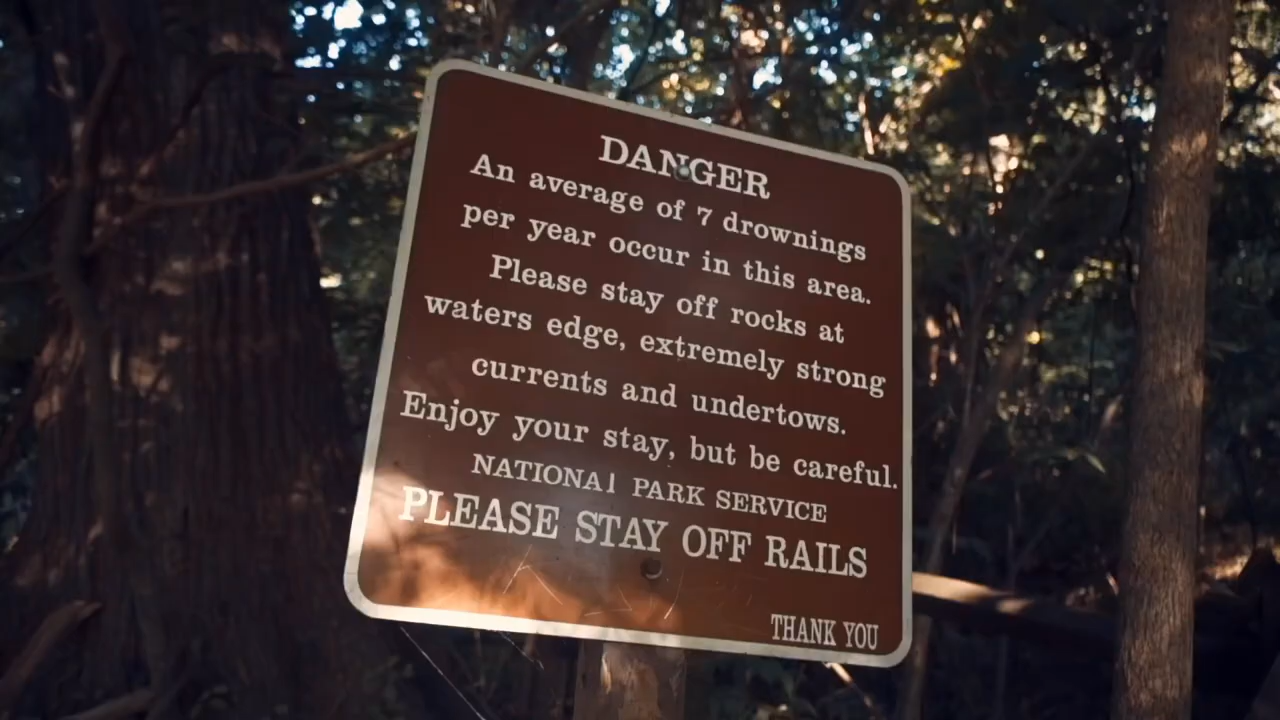 DANGER
An average of 7 drownings
per year occur in this area.
Please stay off rocks at
waters edge, extremely strong
currents and undertows.
Enjoy your stay, but be careful.
NATIONAl PARK SERVICE
PLEASE STAY OFF RAILS
THANK YOU